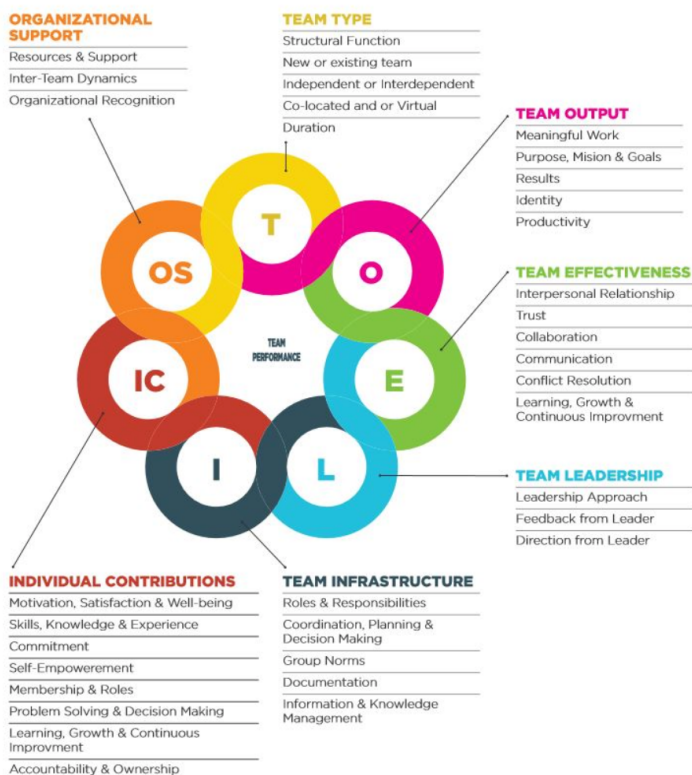 ORGANIZATIONAL
SUPPORT
Resources & Support
Inter-Team Dynamics
Organizational Recognition
TEAM TYPE
Structural Function
New or existing team
Independent or Interdependent
Co-located and or Virtual
Duration
TEAM OUTPUT
Meaningful Work
Purpose, Mision & Goals
Results
Identity
Productivity
T
OS
O
TEAM
PERFORMANCE
IC
E
I
L
TEAM EFFECTIVENESS
Interpersonal Relationship
Trust
Collaboration
Communication
Conflict Resolution
Learning, Growth &
Continuous Improvment
TEAM LEADERSHIP
Leadership Approach
Feedback from Leader
Direction from Leader
INDIVIDUAL CONTRIBUTIONS
Motivation, Satisfaction & Well-being
Skills, Knowledge & Experience
Commitment
Self-Empowerement
Membership & Roles
Problem Solving & Decision Making
Learning, Growth & Continuous
Improvment
Accountability & Ownership
TEAM INFRASTRUCTURE
Roles & Responsibilities
Coordination, Planning &
Decision Making
Group Norms
Documentation
Information & Knowledge
Management